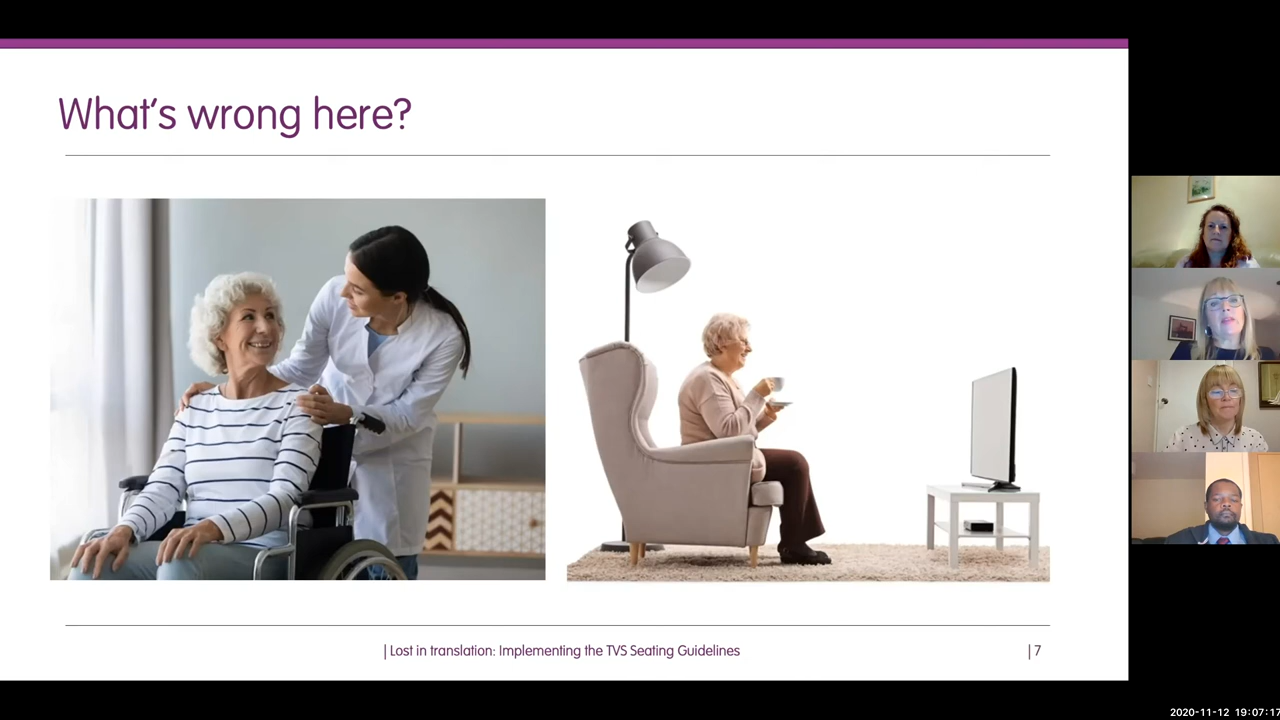 What's wrong here?
| Lost in translation: Implementing the TVS Seating Guidelines
| 7
2020-11-12 19:07:17